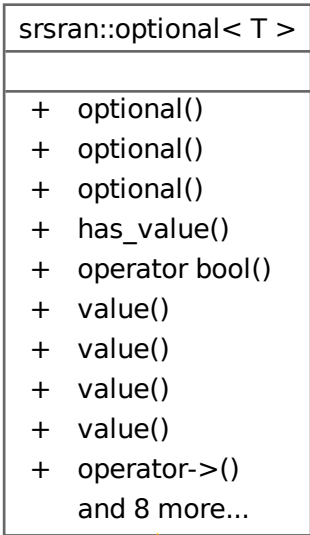 srsran::optional< T >
+ optional()
+ optional()
+ optional()
+ has_value()
+ operator bool()
+ value()
+ value()
+ value()
+ value()
+ operator->()
and 8 more...